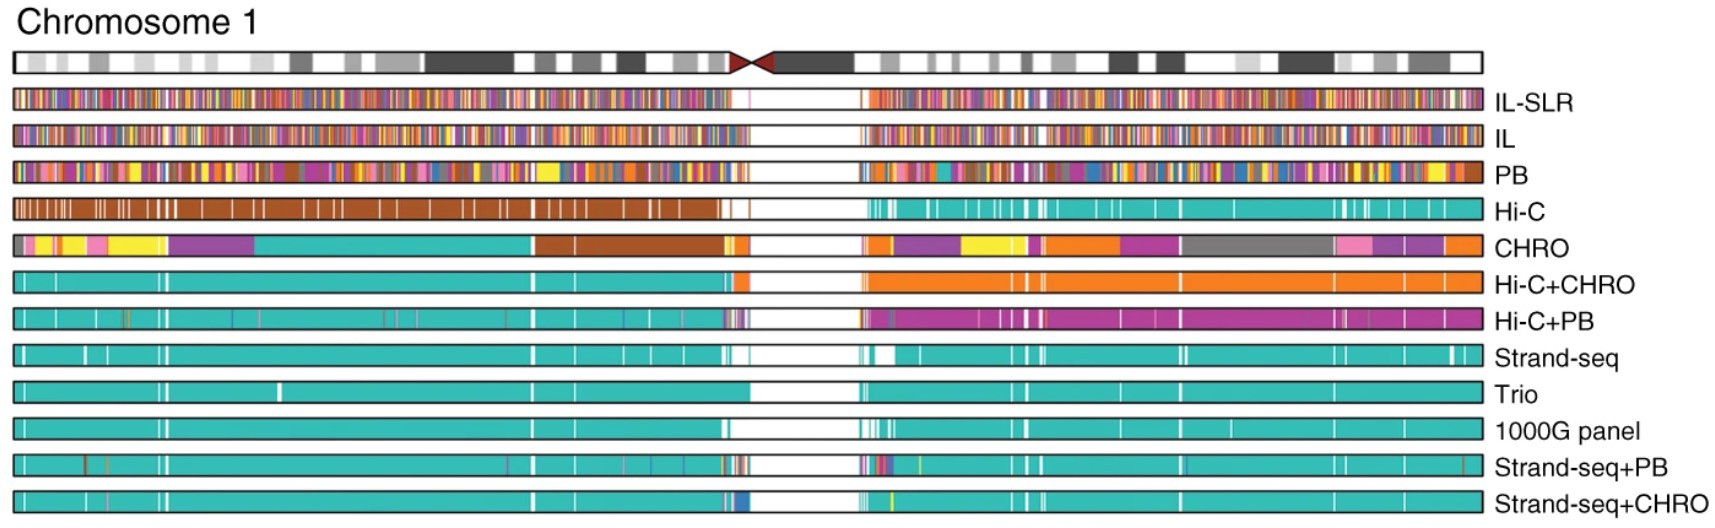 Chromosome 1
IL-SLR
IL
PB
Hi-C
CHRO
Hi-C+CHRO
Hi-C+PB
Strand-seq
Trio
1000G panel
Strand-seq+PB
Strand-seq+CHRO